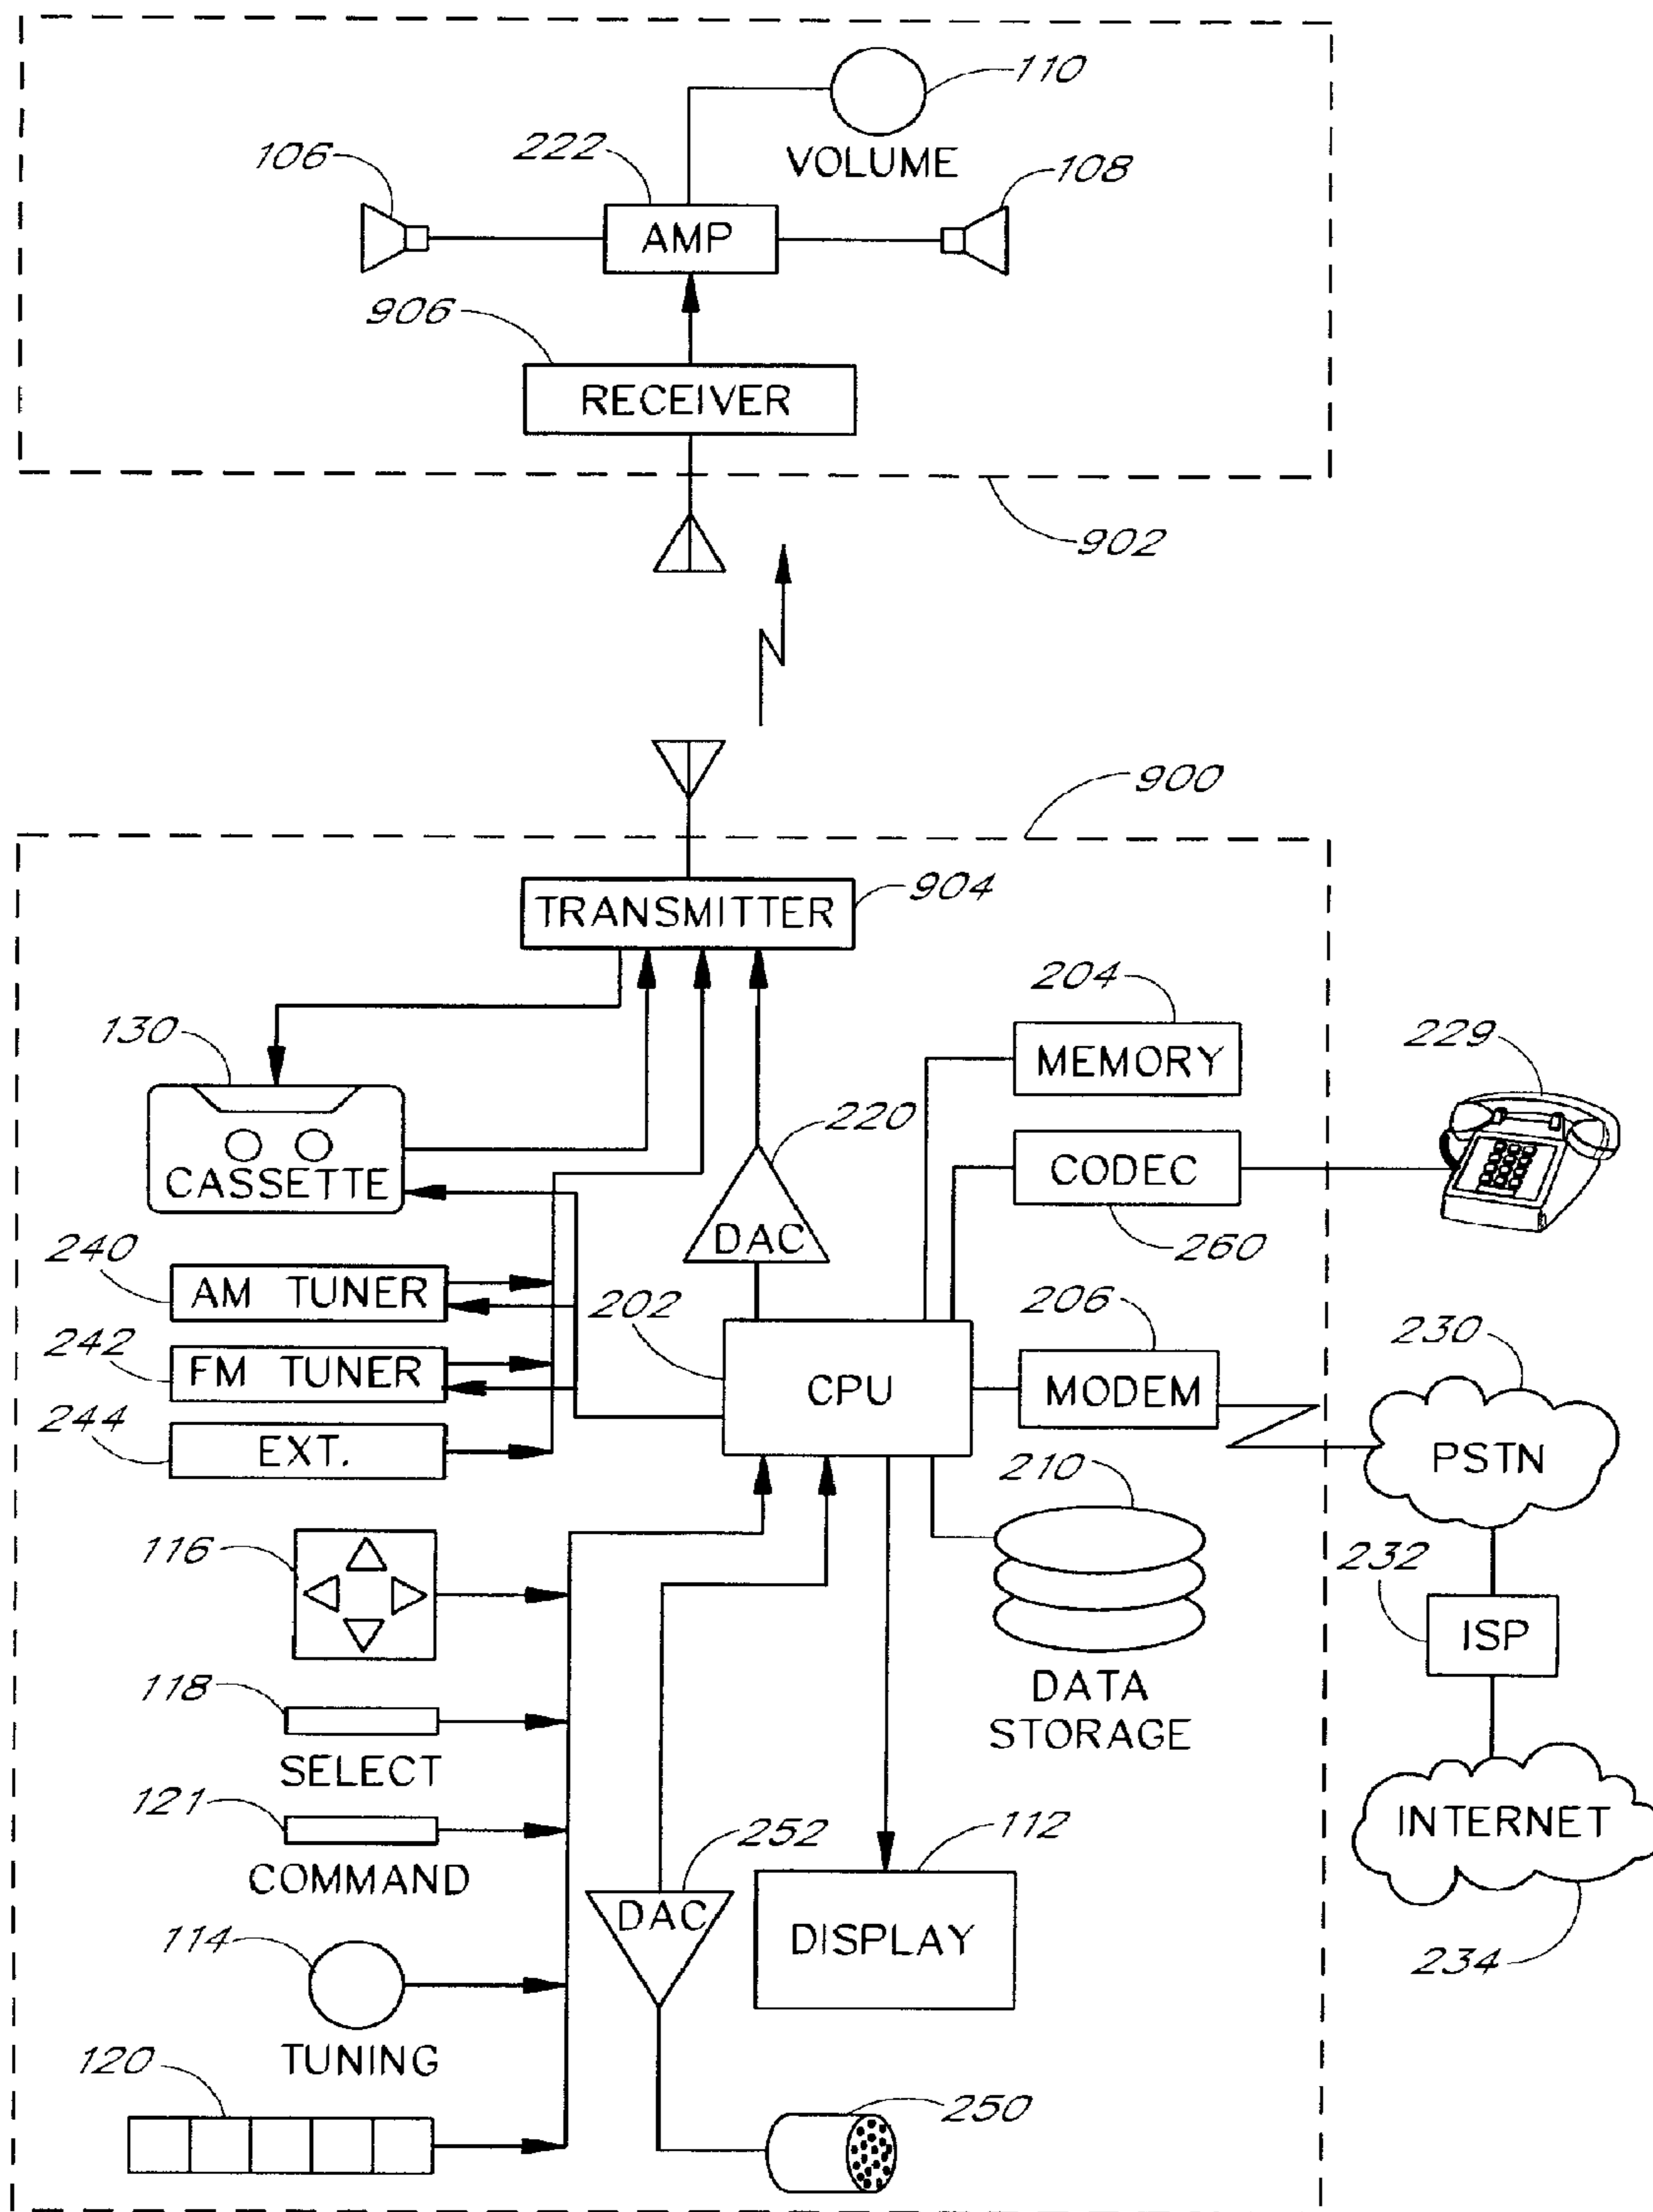 110
VOLUME
106
222
108
AMP
906
RECEIVER
902
900
TRANSMITTER
904
204
MEMORY
130
229
220
CODEC
CASSETTE
DAC
260
240
AM TUNER
202
206
230
242
FM TUNER
CPU
MODEM
PSTN
244
EXT.
210
116
232
ISP
118
DATA
STORAGE
SELECT
121
INTERNET
COMMAND
252
112
DAC
DISPLAY
114
234
TUNING
120
250